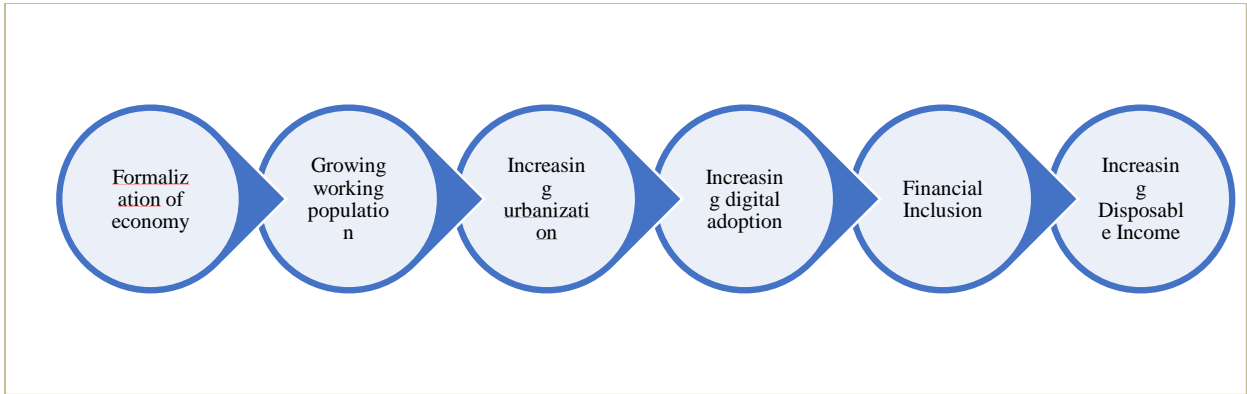 Formaliz
ation of
economy
Growing
working
populatio
n
Increasin
g
urbanizati
on
Increasin
g digital
adoption
Financial
Inclusion
Increasin
g
Disposabl
e Income